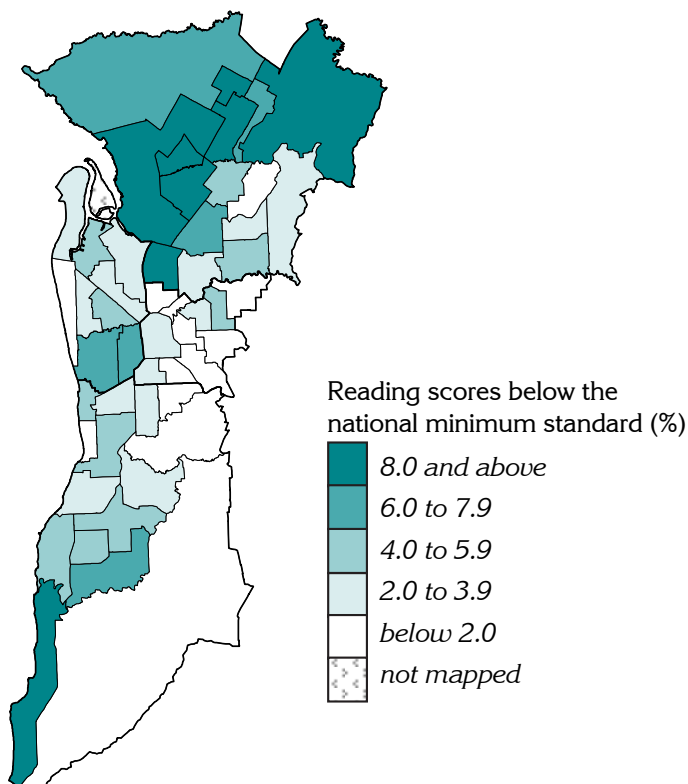 Reading scores below the
national minimum standard (%)
8.0 and above
6.0 to 7.9
4.0 to 5.9
2.0 to 3.9
below 2.0
not mapped